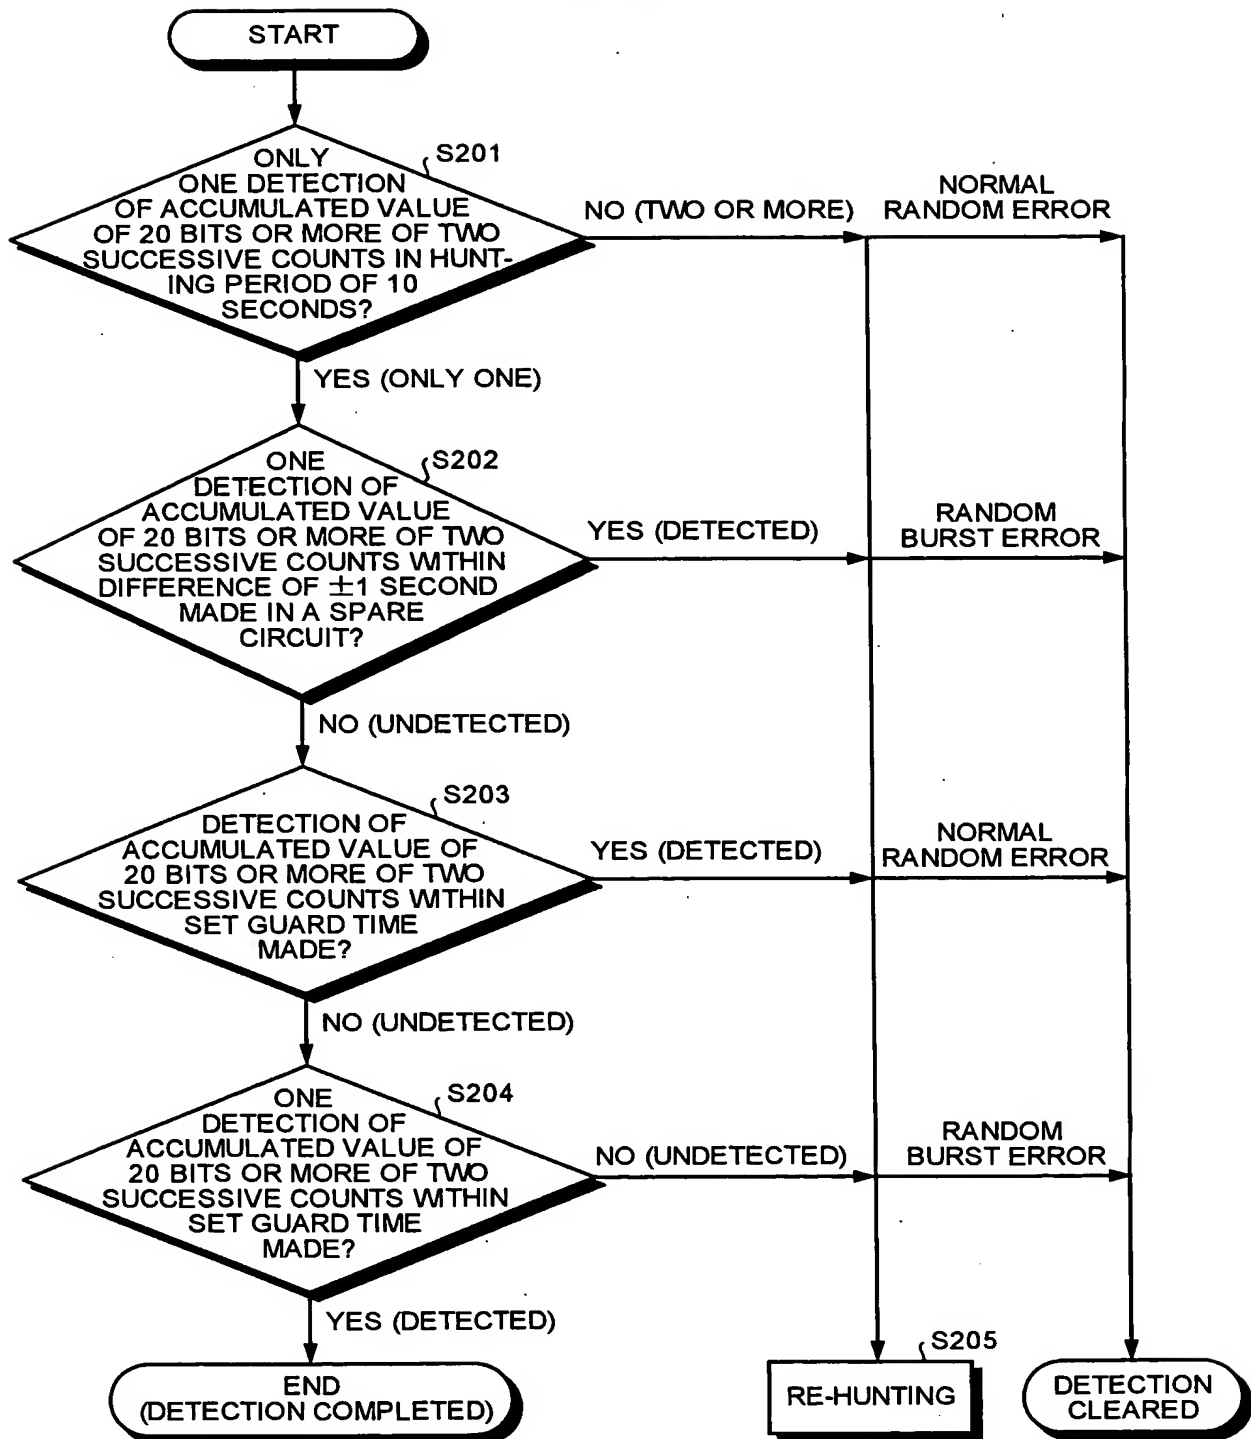 START
S201
ONLY
ONE DETECTION
OF ACCUMULATED VALUE
OF 20 BITS OR MORE OF TWO
SUCCESSIVE COUNTS IN HUNT-
ING PERIOD OF 10
SECONDS?
NO (TWO OR MORE)
NORMAL
RANDOM ERROR
YES (ONLY ONE)
S202
ONE
DETECTION OF
ACCUMULATED VALUE
OF 20 BITS OR MORE OF TWO
SUCCESSIVE COUNTS WITHIN
DIFFERENCE OF ±1 SECOND
MADE IN A SPARE
CIRCUIT?
YES (DETECTED)
RANDOM
BURST ERROR
NO (UNDETECTED)
S203
DETECTION OF
ACCUMULATED VALUE OF
20 BITS OR MORE OF TWO
SUCCESSIVE COUNTS WITHIN
SET GUARD TIME
MADE?
YES (DETECTED)
NORMAL
RANDOM ERROR
NO (UNDETECTED)
S204
ONE
DETECTION OF
ACCUMULATED VALUE OF
20 BITS OR MORE OF TWO
SUCCESSIVE COUNTS WITHIN
SET GUARD TIME
MADE?
NO (UNDETECTED)
RANDOM
BURST ERROR
YES (DETECTED)
END
(DETECTION COMPLETED)
S205
RE-HUNTING
DETECTION
CLEARED